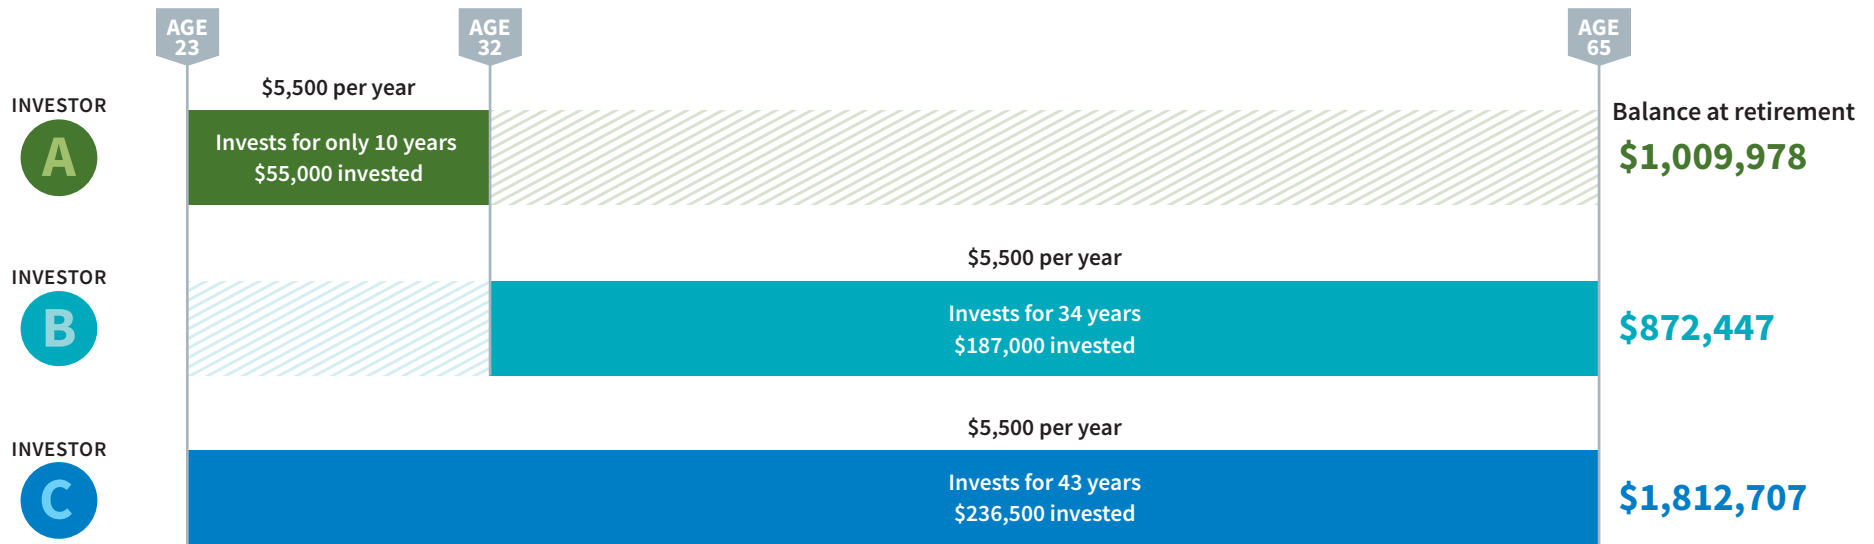 AGE
23
AGE
32
AGE
65
$5,500 per year
INVESTOR
A
Invests for only 10 years
$55,000 invested
Balance at retirement
$1,009,978
$5,500 per year
INVESTOR
B
Invests for 34 years
$187,000 invested
$872,447
$5,500 per year
INVESTOR
C
Invests for 43 years
$236,500 invested
$1,812,707